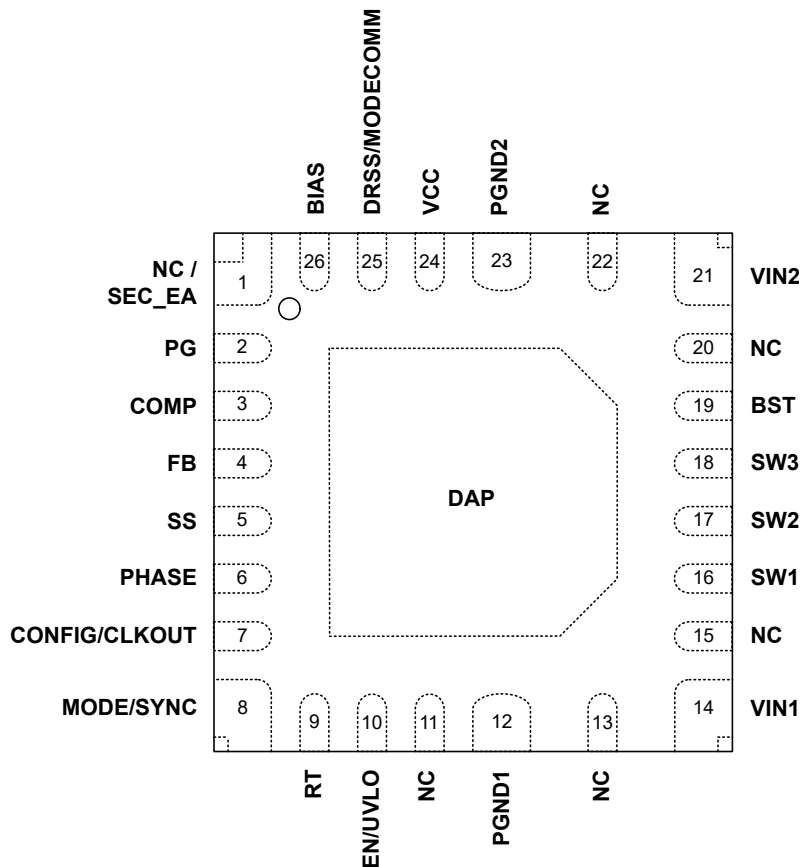 BIAS
DRSS/MODECOMM
VCC
PGND2
NC
26
25
24
23
22
NC /
SEC_EA
1
21
VIN2
PG
2
20
NC
COMP
3
19
BST
FB
4
18
SW3
DAP
SS
5
17
SW2
PHASE
6
16
SW1
CONFIG/CLKOUT
7
15
NC
MODE/SYNC
8
14
VIN1
9
10
11
12
13
RT
EN/UVLO
NC
PGND1
NC